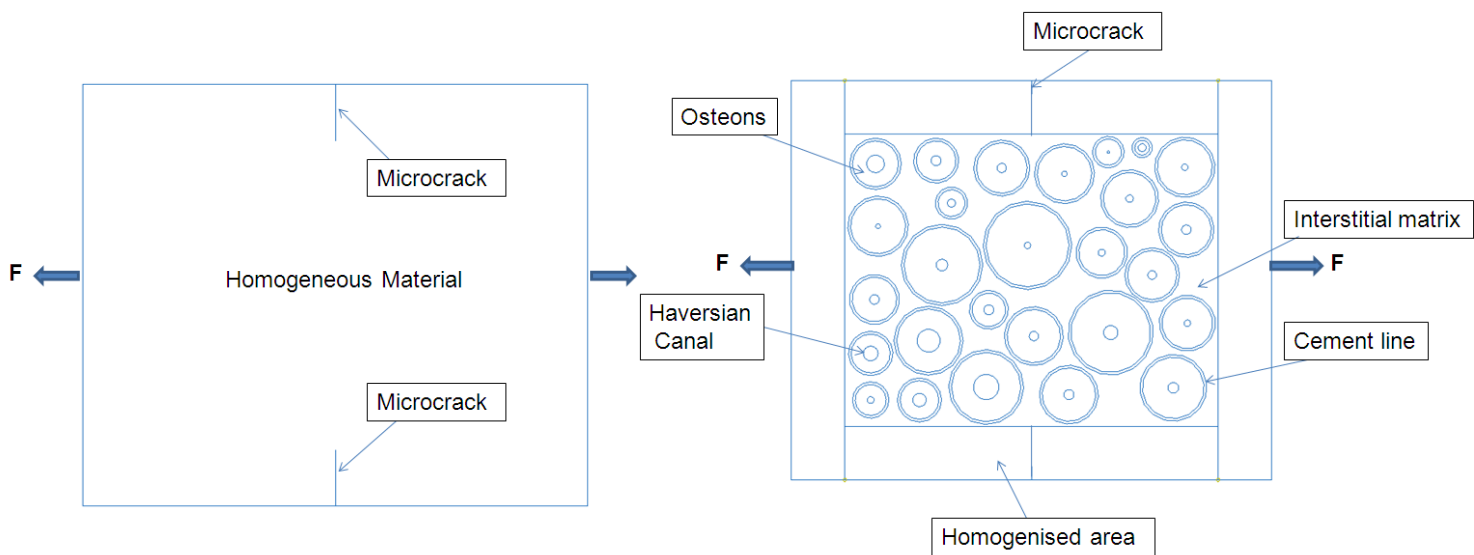 Microcrack
F
Homogeneous Material
Microcrack
Microcrack
Osteons
Haversian
Canal
F
F
Interstitial matrix
Cement line
Homogenised area